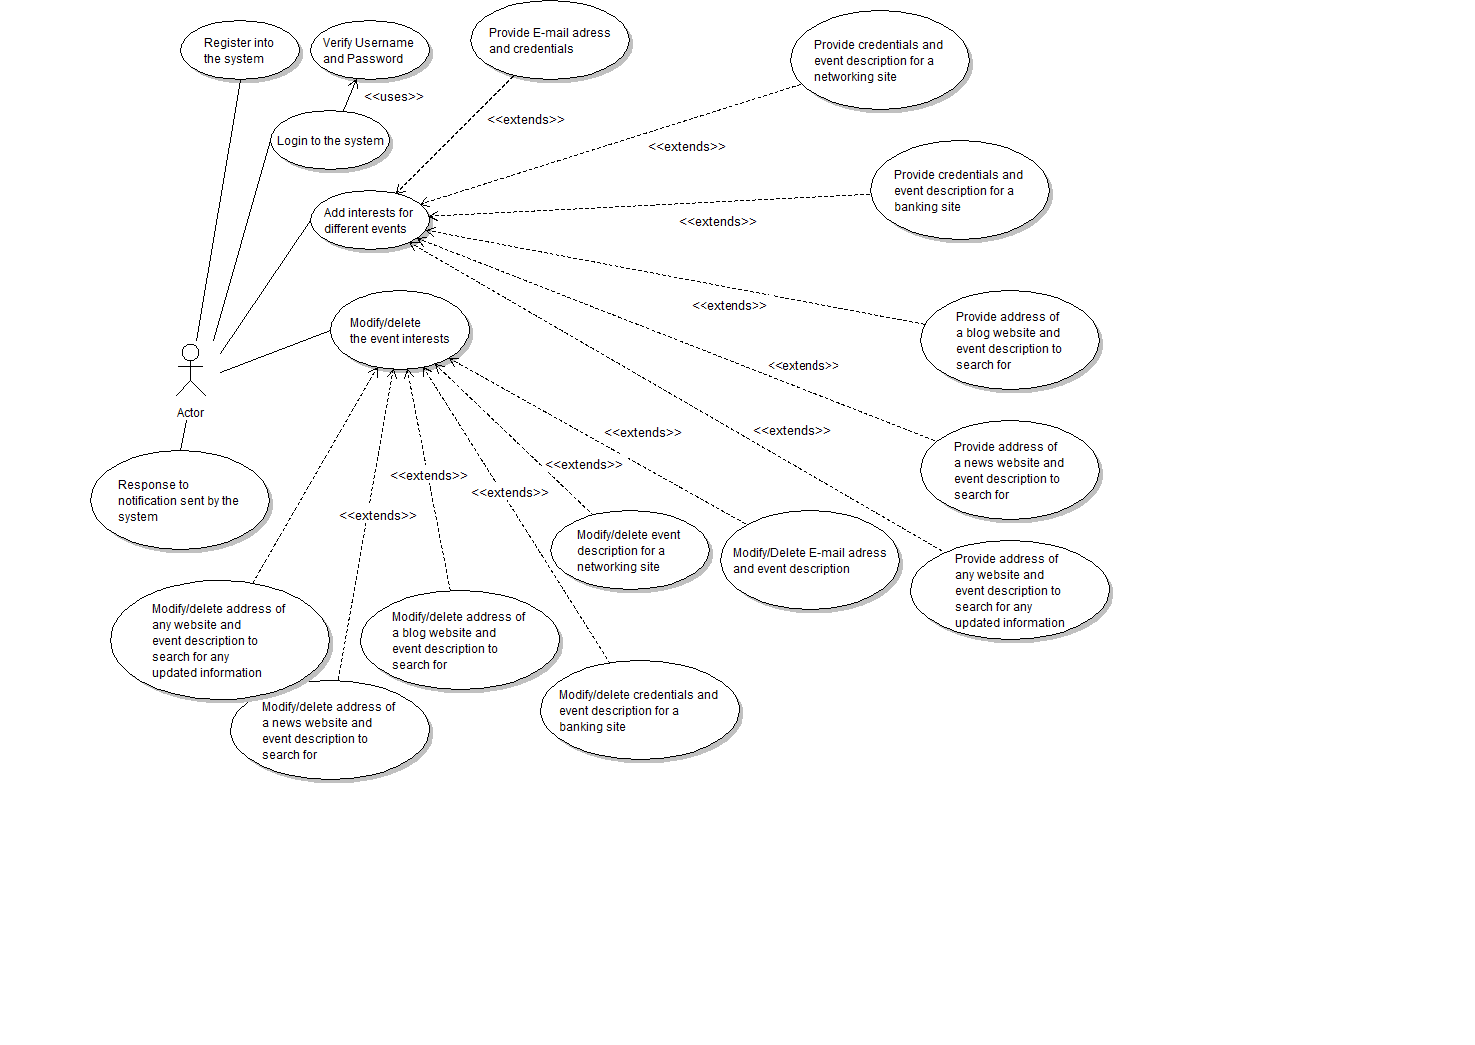 Register into
the system
Verify Username
and Password
Provide E-mail adress
and credentials
Provide credentials and
event description for a
networking site
<<uses>>
<<extends>>
Login to the system
<<extends>>
Provide credentials and
event description for a
banking site
Add interests for
different events
<<extends>>
<<extends>>
Provide address of
a blog website and
event description to
search for
Modify/delete
the event interests
<<extends>>
Actor
<<extends>>
<<extends>>
Provide address of
a news website and
event description to
search for
<<extends>>
<<extends>>
<<extends>>
<<extends>>
Response to
notification sent by the
system
Modify/delete event
description for a
networking site
Modify/Delete E-mail adress
and event description
Provide address of
any website and
event description to
search for any
updated information
Modify/delete address of
any website and
event description to
search for any
updated information
Modify/delete address of
a blog website and
event description to
search for
Modify/delete credentials and
event description for a
banking site
Modify/delete address of
a news website and
event description to
search for